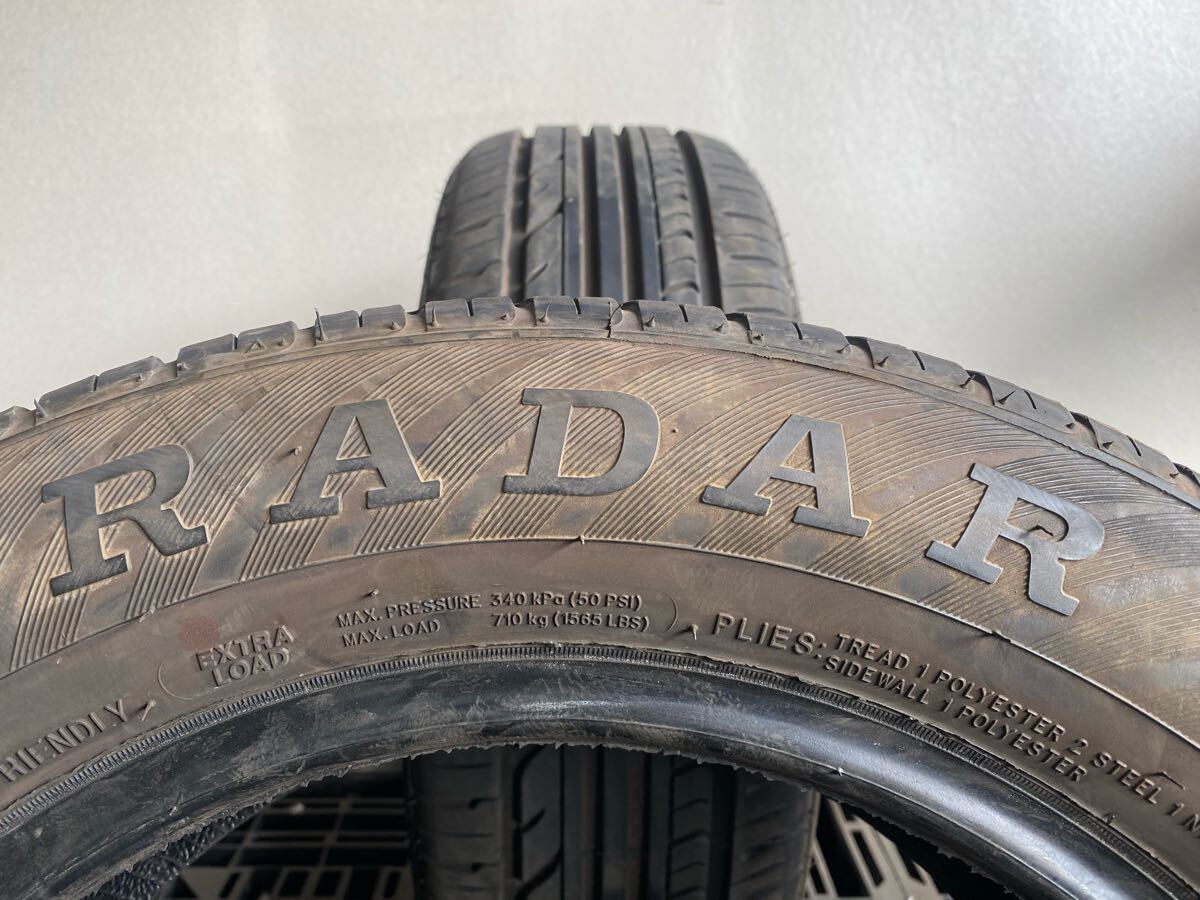 RADAR
RIENDLY
EXTRA
LOAD
MAX. PRESSURE 340 kPa (50 PSI)
MAX. LOAD 710 kg (1565 LBS)
PLIES: TREAD 1 POLYESTER 2 STEEL 1 N
SIDEWALL 1 POLYESTER